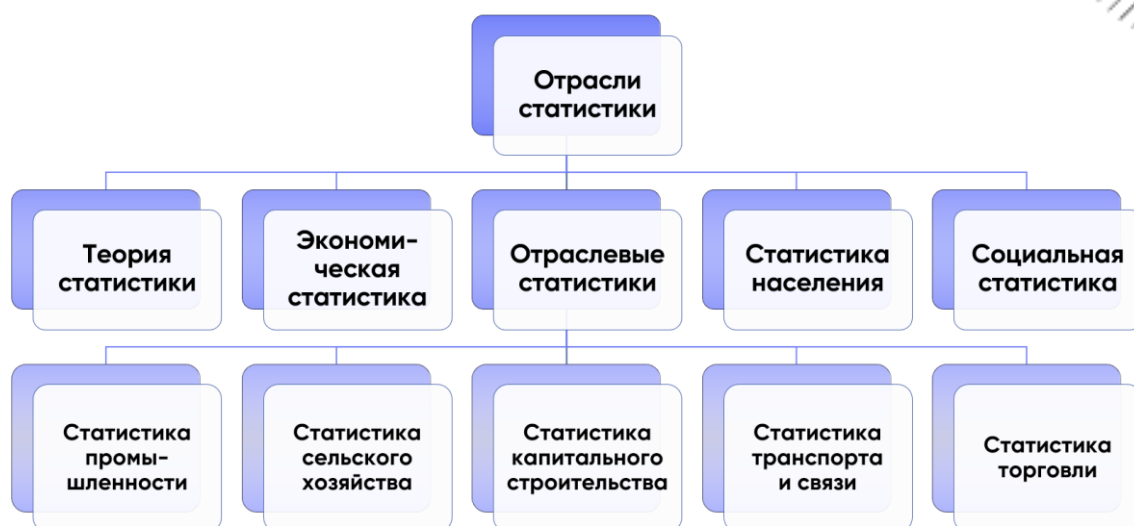 Отрасли
статистики
Теория
статистики
Экономи-
ческая
статистика
Отраслевые
статистики
Статистика
населения
Социальная
статистика
Статистика
промы-
шленности
Статистика
сельского
хозяйства
Статистика
капитального
строительства
Статистика
транспорта
и связи
Статистика
торговли